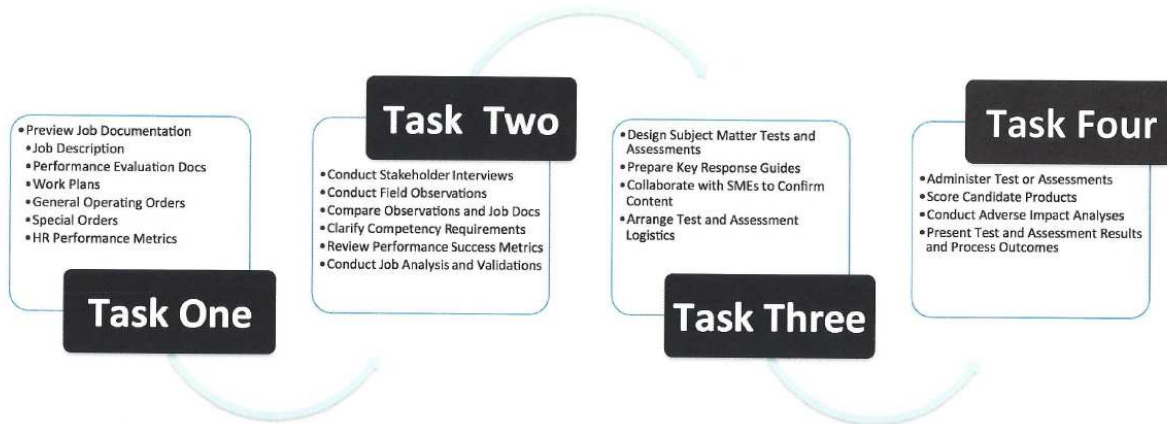 Task One
• Preview Job Documentation
• Job Description
• Performance Evaluation Docs
• Work Plans
• General Operating Orders
• Special Orders
• HR Performance Metrics
Task Two
• Conduct Stakeholder Interviews
• Conduct Field Observations
• Compare Observations and Job Docs
• Clarify Competency Requirements
• Review Performance Success Metrics
• Conduct Job Analysis and Validations
Task Three
• Design Subject Matter Tests and
Assessments
• Prepare Key Response Guides
• Collaborate with SMEs to Confirm
Content
• Arrange Test and Assessment
Logistics
Task Four
• Administer Test or Assessments
• Score Candidate Products
• Conduct Adverse Impact Analyses
• Present Test and Assessment Results
and Process Outcomes